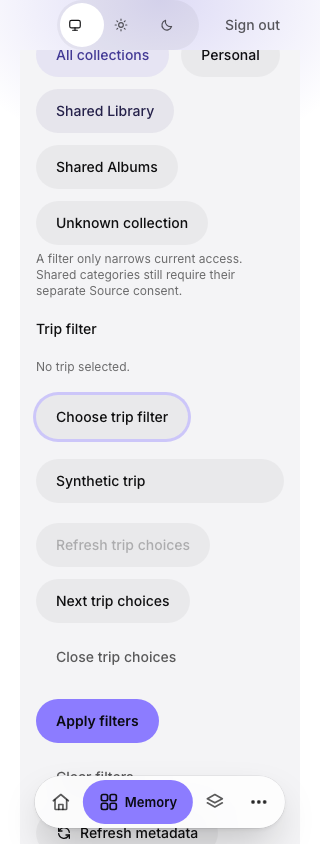 Sign out
All collections
Personal
Shared Library
Shared Albums
Unknown collection
A filter only narrows current access.
Shared categories still require their
separate Source consent.
Trip filter
No trip selected.
Choose trip filter
Synthetic trip
Refresh trip choices
Next trip choices
Close trip choices
Apply filters
Clear filters
Memory
Refresh metadata